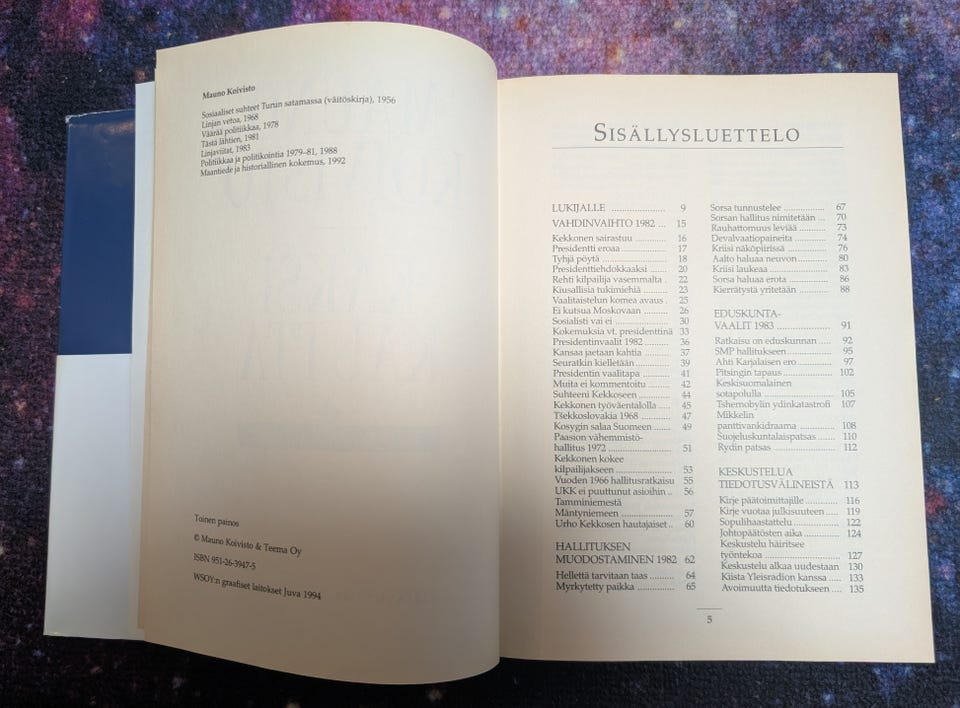 Mauno Koivisto
Sosiaaliset suhteet Turun satamassa (väitöskirja), 1956
Linjan vetoa, 1968
Väärää politiikkaa, 1978
Tästä lähtien, 1981
Linjaviitat, 1983
Politiikkaa ja politikointia 1979–81, 1988
Maantiede ja historiallinen kokemus, 1992
Toinen painos
© Mauno Koivisto & Teema Oy
ISBN 951-26-3947-5
WSOY:n graafiset laitokset Juva 1994
SISÄLLYSLUETTELO
LUKIJALLE ..................... 9
VAHDINVAIHTO 1982 ... 15
Kekkonen sairastuu ............ 16
Presidentti eroaa ................ 17
Tyhjä pöytä ....................... 18
Presidenttiehdokkaaksi ....... 20
Rehti kilpailija vasemmalta . 22
Kiusallisia tukimiehiä ......... 23
Vaalitaistelun komea avaus . 25
Ei kutsua Moskovaan ......... 26
Sosialisti vai ei ................... 30
Kokemuksia vt. presidenttinä 33
Presidentinvaalit 1982 ......... 36
Kansaa jaetaan kahtia ......... 37
Seuratkin kielletään ............ 39
Presidentin vaalitapa .......... 41
Muita ei kommentoitu ........ 42
Suhteeni Kekkoseen ........... 44
Kekkonen työväentalolla ..... 45
Tšekkoslovakia 1968 .......... 47
Kosygin salaa Suomeen ...... 49
Paasion vähemmistö-
hallitus 1972 ...................... 51
Kekkonen kokee
kilpailijakseen .................... 53
Vuoden 1966 hallitusratkaisu 55
UKK ei puuttunut asioihin .. 56
Tamminiemestä
Mäntyniemeen ................... 57
Urho Kekkosen hautajaiset .. 60
HALLITUKSEN
MUODOSTAMINEN 1982 62
Hellettä tarvitaan taas ......... 64
Myrkytetty paikka .............. 65
Sorsa tunnustelee ............... 67
Sorsan hallitus nimitetään ... 70
Rauhattomuus leviää .......... 73
Devalvaatiopaineita ............ 74
Kriisi näköpiirissä ............... 76
Aalto haluaa neuvon ........... 80
Kriisi laukeaa ..................... 83
Sorsa haluaa erota .............. 86
Kierrätystä yritetään ........... 88
EDUSKUNTA-
VAALIT 1983 .................... 91
Ratkaisu on eduskunnan ..... 92
SMP hallitukseen ............... 95
Ahti Karjalaisen ero ............ 97
Pitsingin tapaus ................. 102
Keskisuomalainen
sotapolulla ......................... 105
Tshernobylin ydinkatastrofi 107
Mikkelin
panttivankidraama ............. 108
Suojeluskuntalaispatsas ...... 110
Rydin patsas ...................... 112
KESKUSTELUA
TIEDOTUSVÄLINEISTÄ 113
Kirje päätoimittajille ........... 116
Kirje vuotaa julkisuuteen .... 119
Sopulihaastattelu ................ 122
Johtopäätösten aika ............ 124
Keskustelu häiritsee
työntekoa .......................... 127
Keskustelu alkaa uudestaan 130
Kiista Yleisradion kanssa ..... 133
Avoimuutta tiedotukseen .... 135
5